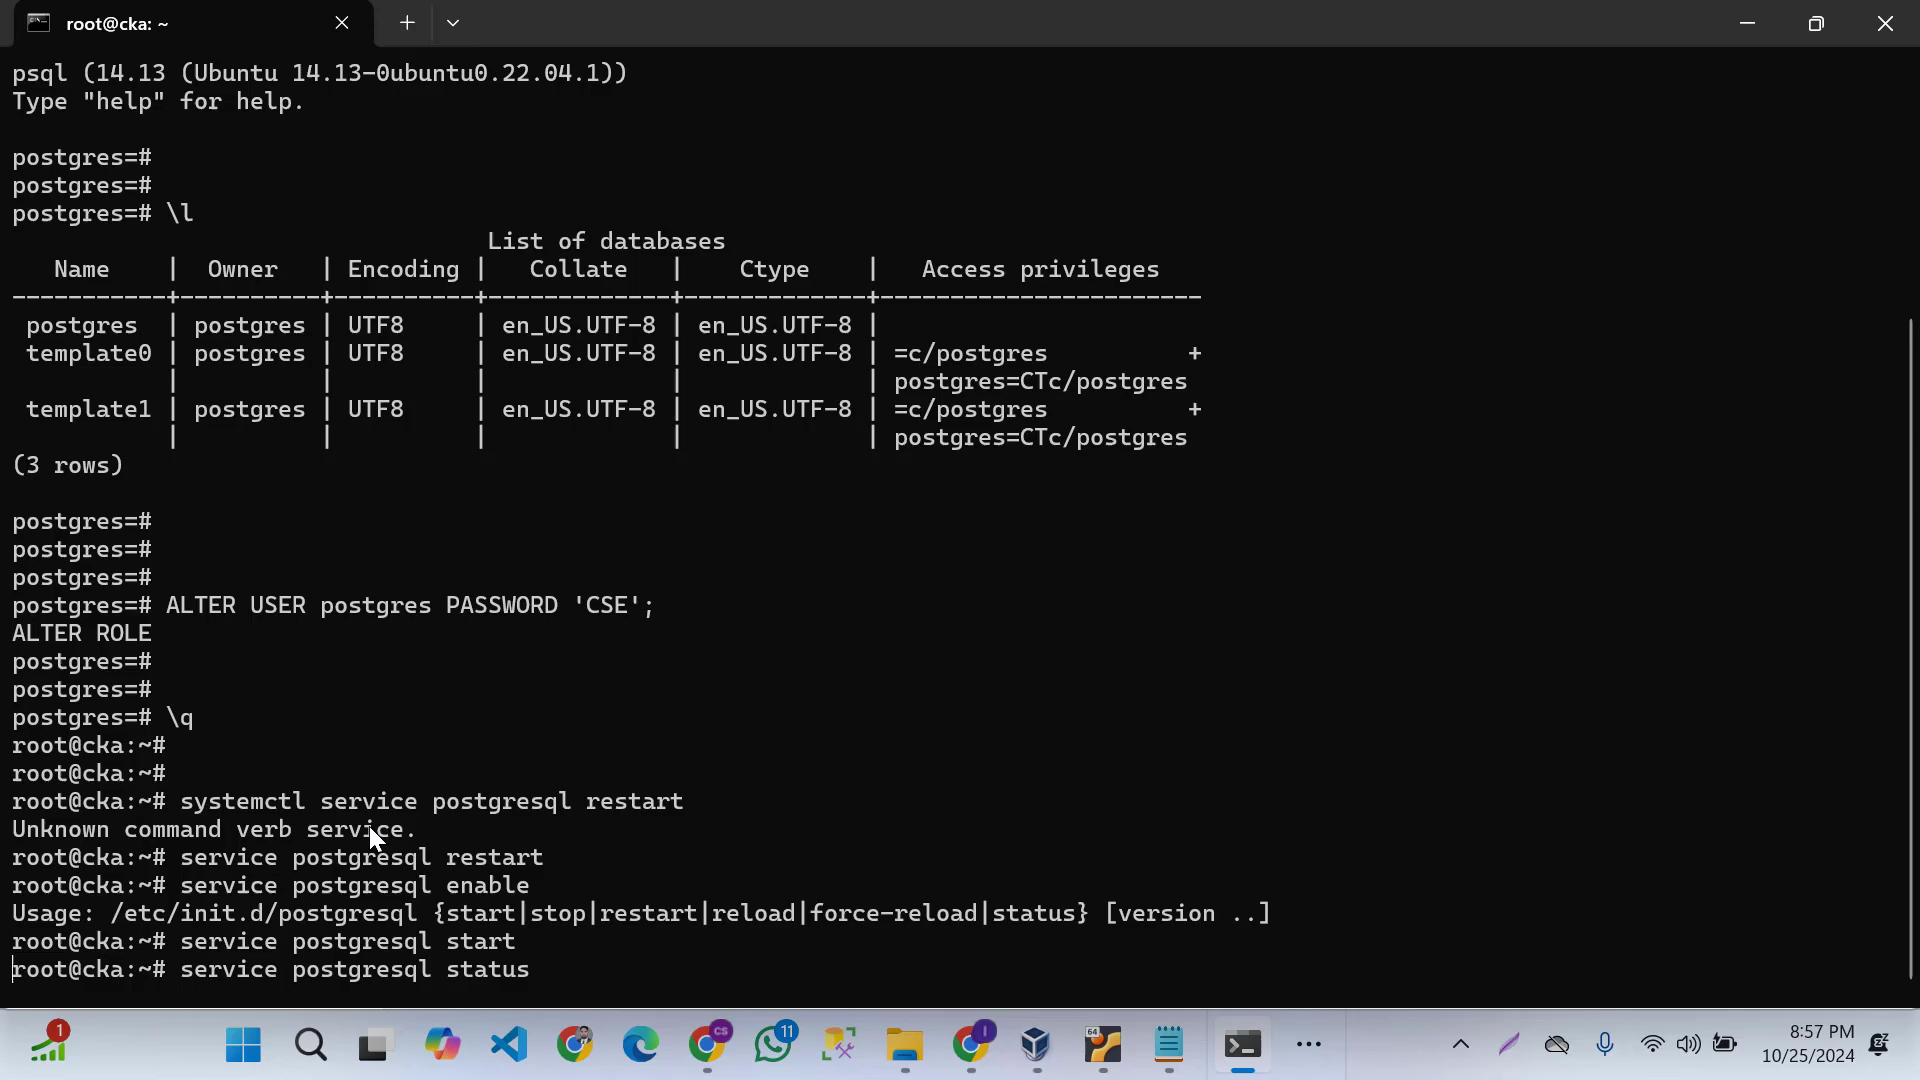 root@cka: ~
psql (14.13 (Ubuntu 14.13-0ubuntu0.22.04.1))
Type "help" for help.
postgres=#
postgres=#
postgres=# \l
List of databases
Name | Owner | Encoding | Collate | Ctype | Access privileges
-----------+----------+----------+-------------+-------------+-----------------------
postgres | postgres | UTF8 | en_US.UTF-8 | en_US.UTF-8 |
template0 | postgres | UTF8 | en_US.UTF-8 | en_US.UTF-8 | =c/postgres +
| | | | | postgres=CTc/postgres
template1 | postgres | UTF8 | en_US.UTF-8 | en_US.UTF-8 | =c/postgres +
| | | | | postgres=CTc/postgres
(3 rows)
postgres=#
postgres=#
postgres=#
postgres=# ALTER USER postgres PASSWORD 'CSE';
ALTER ROLE
postgres=#
postgres=#
postgres=# \q
root@cka:~#
root@cka:~#
root@cka:~# systemctl service postgresql restart
Unknown command verb service.
root@cka:~# service postgresql restart
root@cka:~# service postgresql enable
Usage: /etc/init.d/postgresql {start|stop|restart|reload|force-reload|status} [version ..]
root@cka:~# service postgresql start
root@cka:~# service postgresql status
1
CS
11
I
64
8:57 PM
10/25/2024